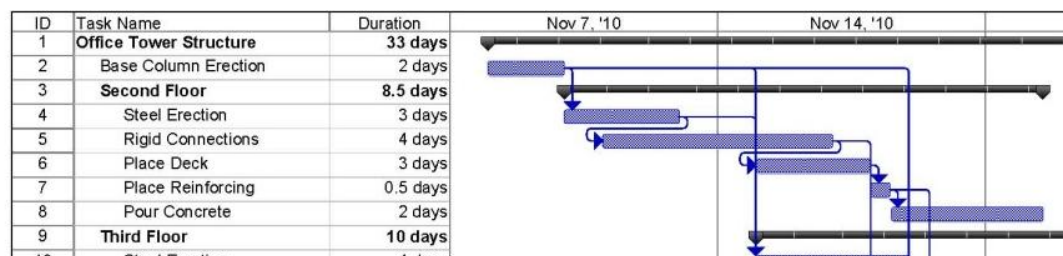 ID Task Name Duration Nov 7, '10 Nov 14, '10
1 Office Tower Structure 33 days
2 Base Column Erection 2 days
3 Second Floor 8.5 days
4 Steel Erection 3 days
5 Rigid Connections 4 days
6 Place Deck 3 days
7 Place Reinforcing 0.5 days
8 Pour Concrete 2 days
9 Third Floor 10 days